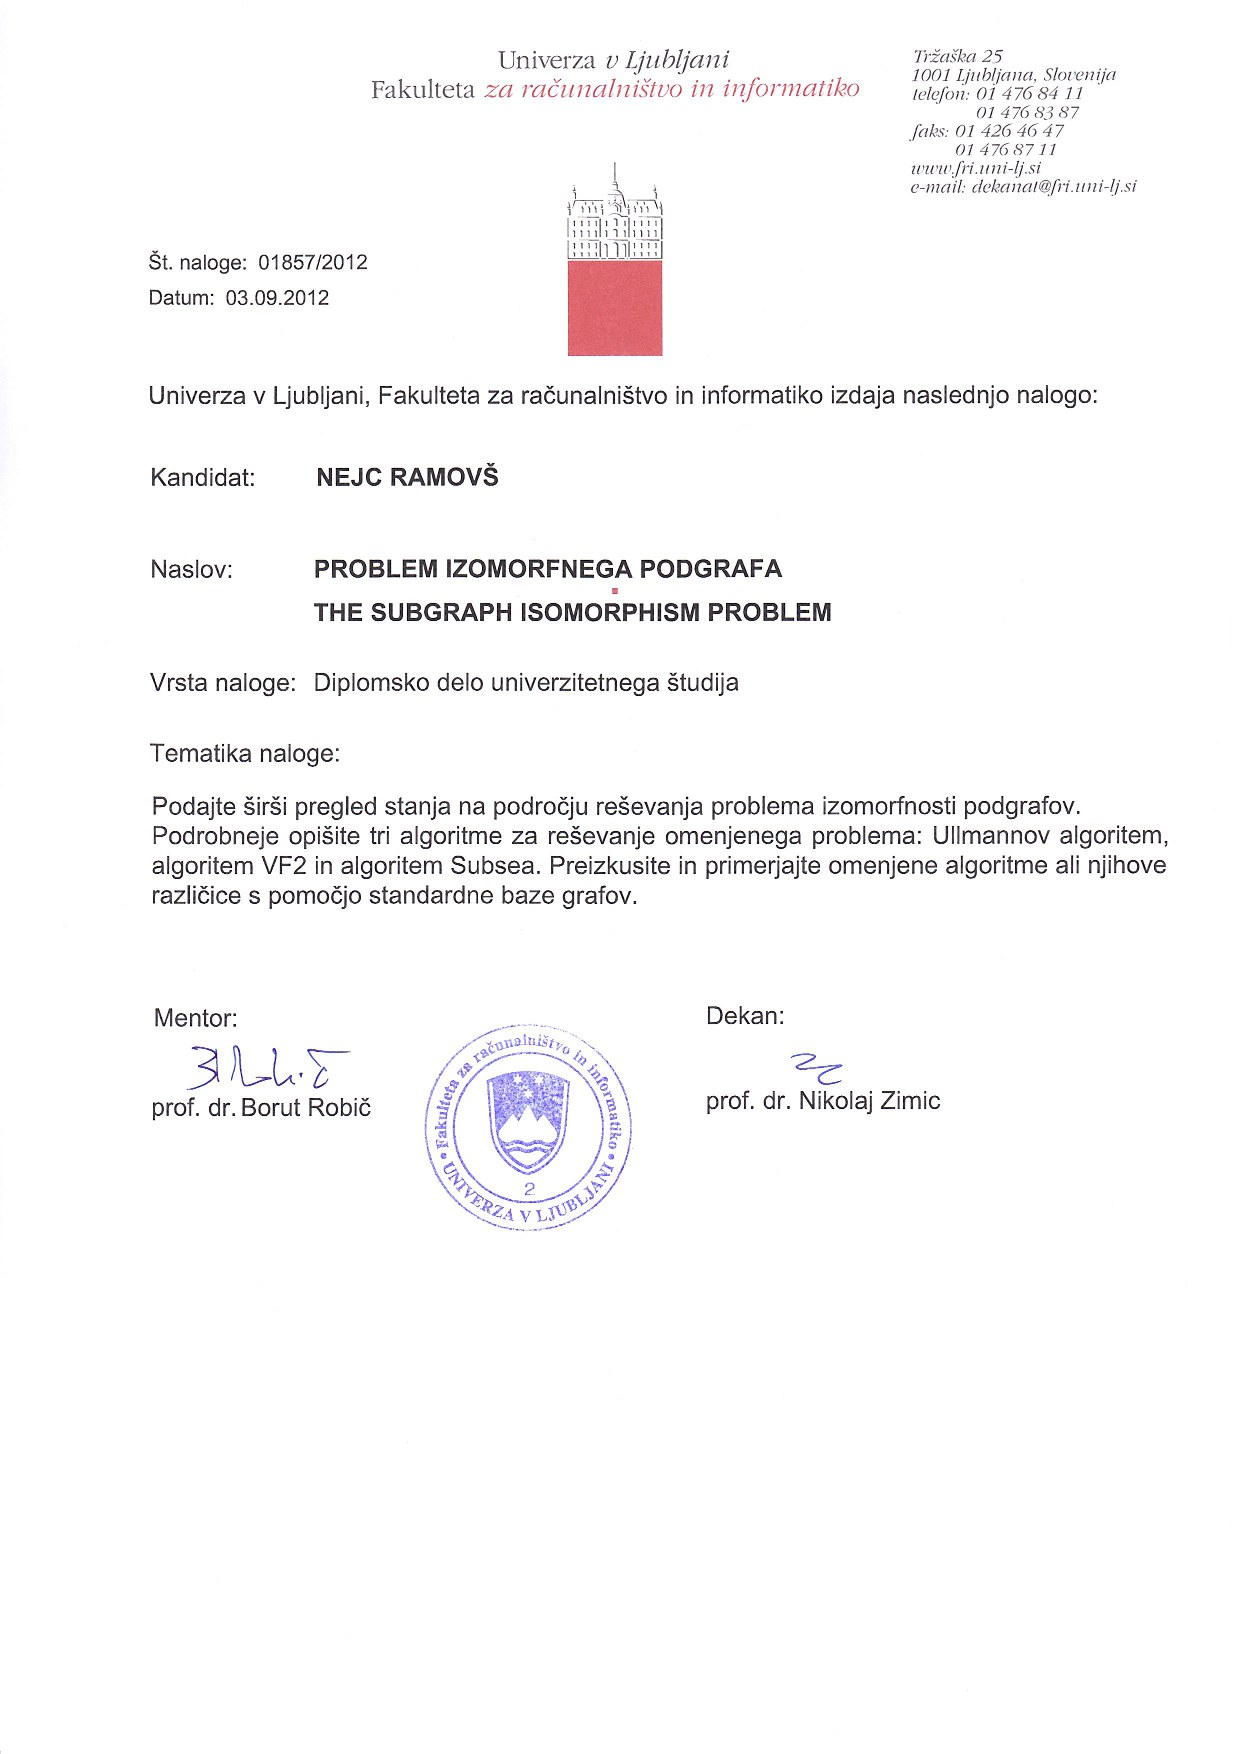 Univerza v Ljubljani
Fakulteta za računalništvo in informatiko
Tržaška 25
1001 Ljubljana, Slovenija
telefon: 01 476 84 11
01 476 83 87
faks: 01 426 46 47
01 476 87 11
www.fri.uni-lj.si
e-mail: dekanat@fri.uni-lj.si
Št. naloge: 01857/2012
Datum: 03.09.2012
Univerza v Ljubljani, Fakulteta za računalništvo in informatiko izdaja naslednjo nalogo:
Kandidat: NEJC RAMOVŠ
Naslov: PROBLEM IZOMORFNEGA PODGRAFA
THE SUBGRAPH ISOMORPHISM PROBLEM
Vrsta naloge: Diplomsko delo univerzitetnega študija
Tematika naloge:
Podajte širši pregled stanja na področju reševanja problema izomorfnosti podgrafov.
Podrobneje opišite tri algoritme za reševanje omenjenega problema: Ullmannov algoritem,
algoritem VF2 in algoritem Subsea. Preizkusite in primerjajte omenjene algoritme ali njihove
različice s pomočjo standardne baze grafov.
Mentor:
prof. dr. Borut Robič
Fakulteta za računalništvo in informatiko
UNIVERZA V LJUBLJANI
2
Dekan:
prof. dr. Nikolaj Zimic